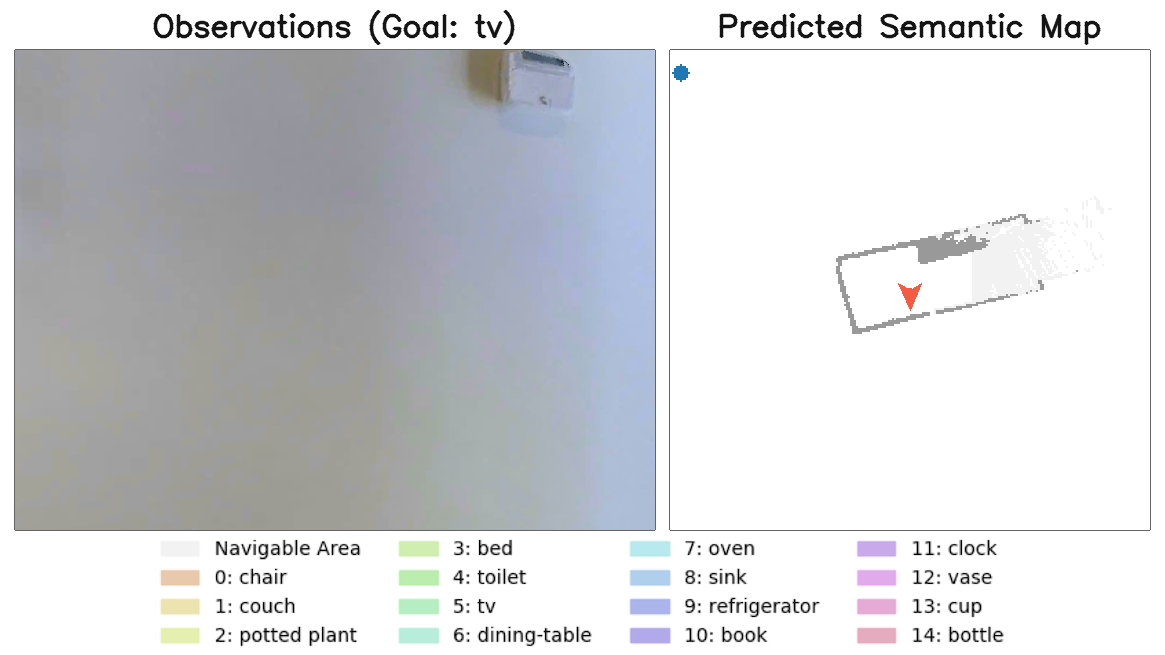 Observations (Goal: tv)
Predicted Semantic Map
Navigable Area
0: chair
1: couch
2: potted plant
3: bed
4: toilet
5: tv
6: dining-table
7: oven
8: sink
9: refrigerator
10: book
11: clock
12: vase
13: cup
14: bottle